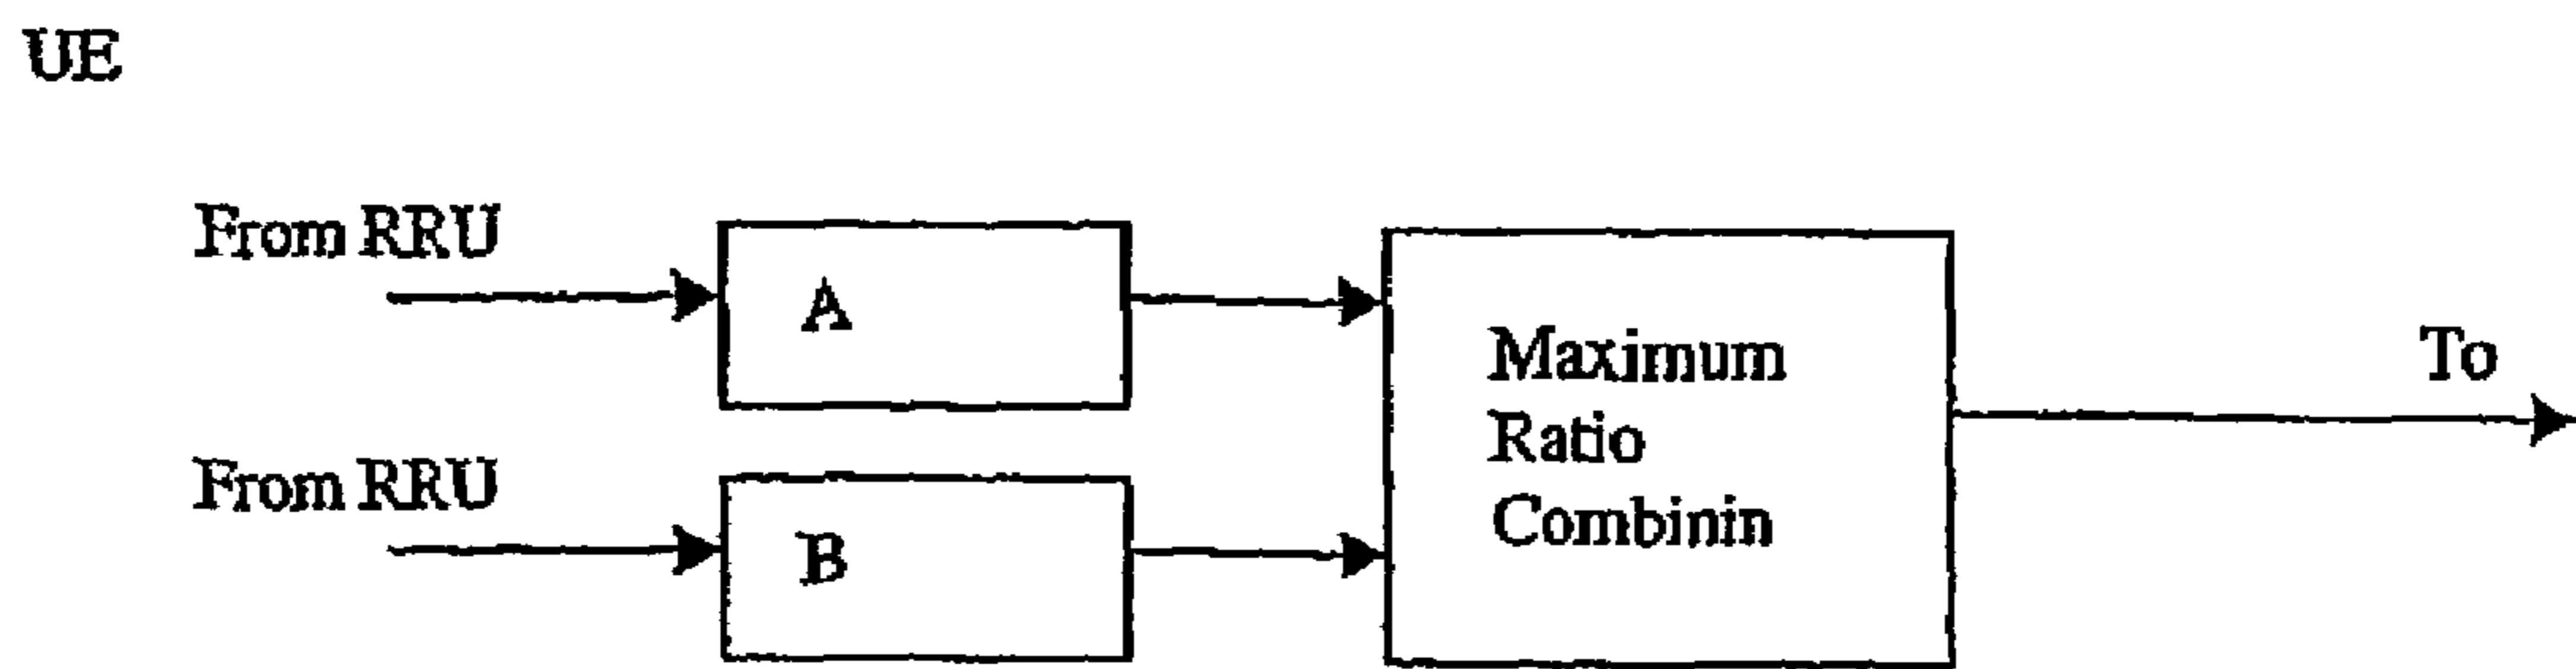 UE
From RRU
A
From RRU
B
Maximum
Ratio
Combinin
To